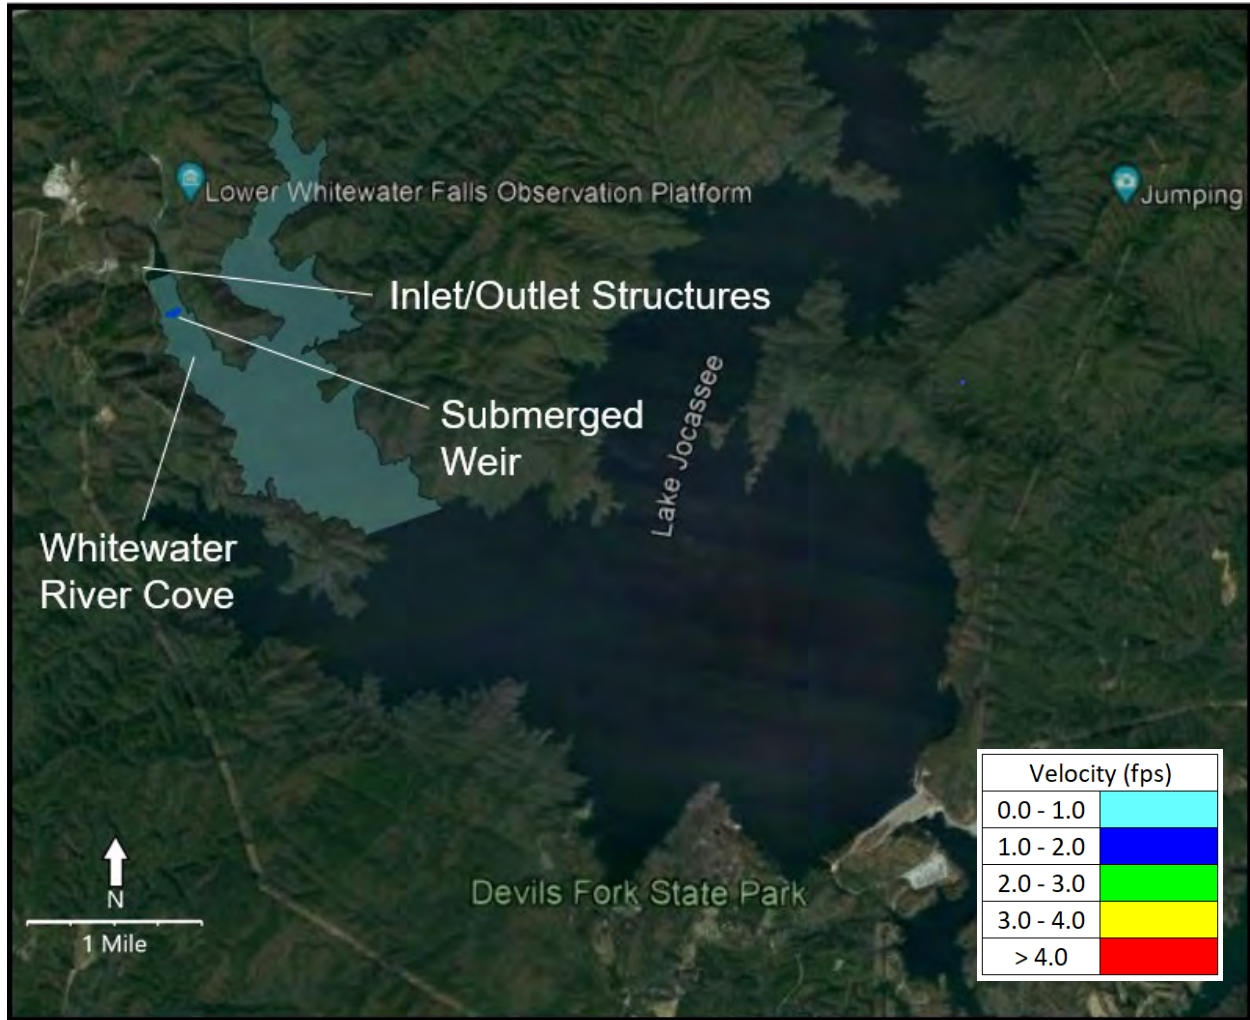 Lower Whitewater Falls Observation Platform
Jumping
Inlet/Outlet Structures
Lake Jocassee
Submerged
Weir
Whitewater
River Cove
Velocity (fps)
0.0 - 1.0
1.0 - 2.0
2.0 - 3.0
3.0 - 4.0
> 4.0
N
1 Mile
Devils Fork State Park